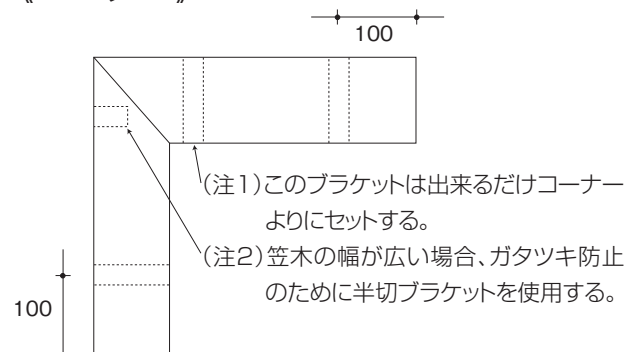 100
(注1)このブラケットは出来るだけコーナー
よりにセットする。
(注2)笠木の幅が広い場合、ガタツキ防止
のために半切ブラケットを使用する。
100